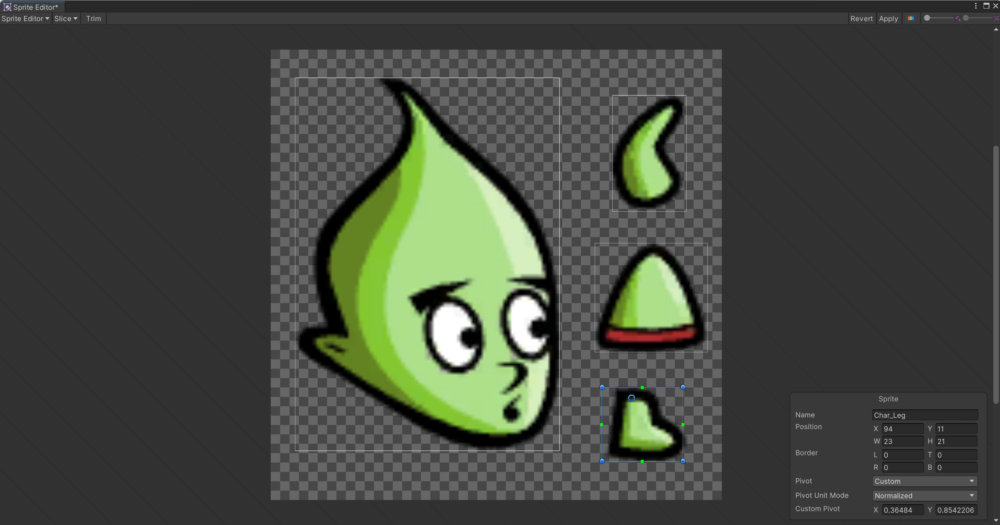 Sprite Editor*
Sprite Editor Slice Trim Revert Apply
Sprite
Name Char_Leg
Position X 94 Y 11
W 23 H 21
Border L 0 T 0
R 0 B 0
Pivot Custom
Pivot Unit Mode Normalized
Custom Pivot X 0.36484 Y 0.8542206